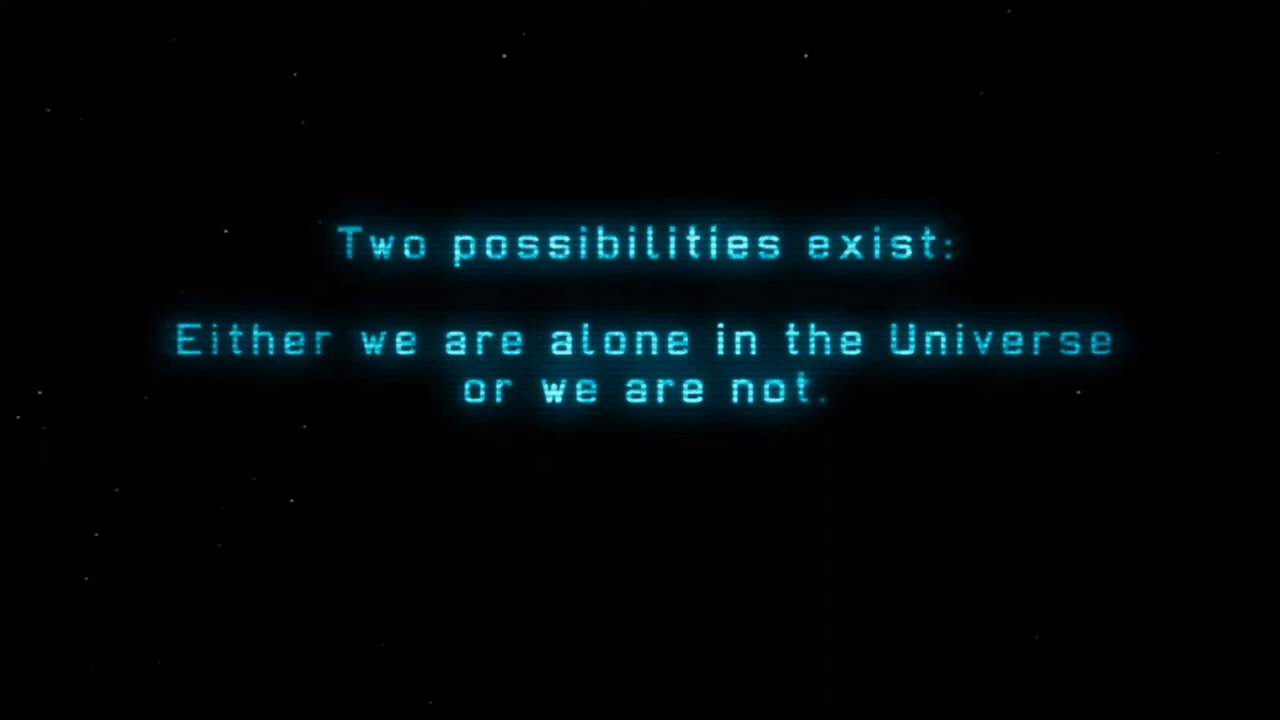 Two possibilities exist:
Either we are alone in the Universe
or we are not.